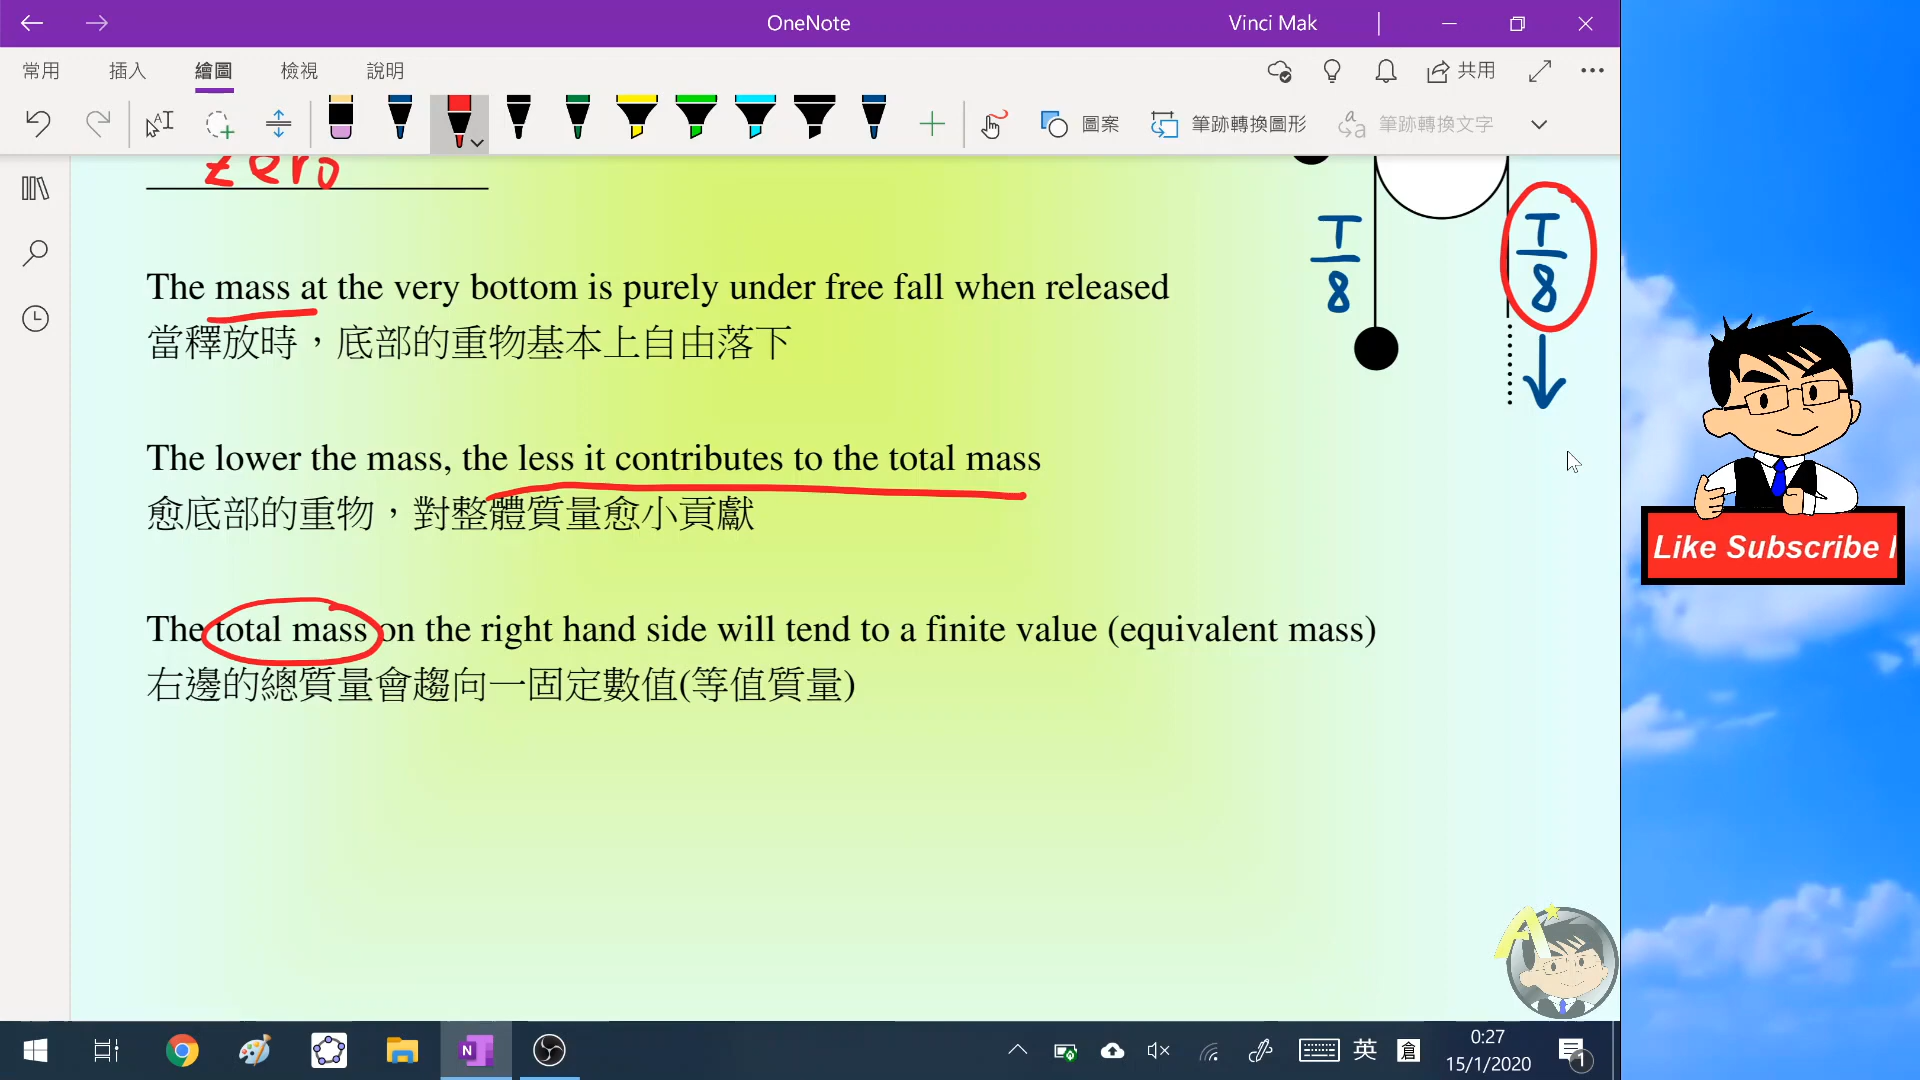 OneNote
Vinci Mak
常用 插入 繪圖 檢視 說明
共用
圖案 筆跡轉換圖形 筆跡轉換文字
zero
T
8
T
8
The mass at the very bottom is purely under free fall when released
當釋放時，底部的重物基本上自由落下
The lower the mass, the less it contributes to the total mass
愈底部的重物，對整體質量愈小貢獻
Like Subscribe
The total mass on the right hand side will tend to a finite value (equivalent mass)
右邊的總質量會趨向一固定數值(等值質量)
A
N
英 倉
0:27
15/1/2020
1